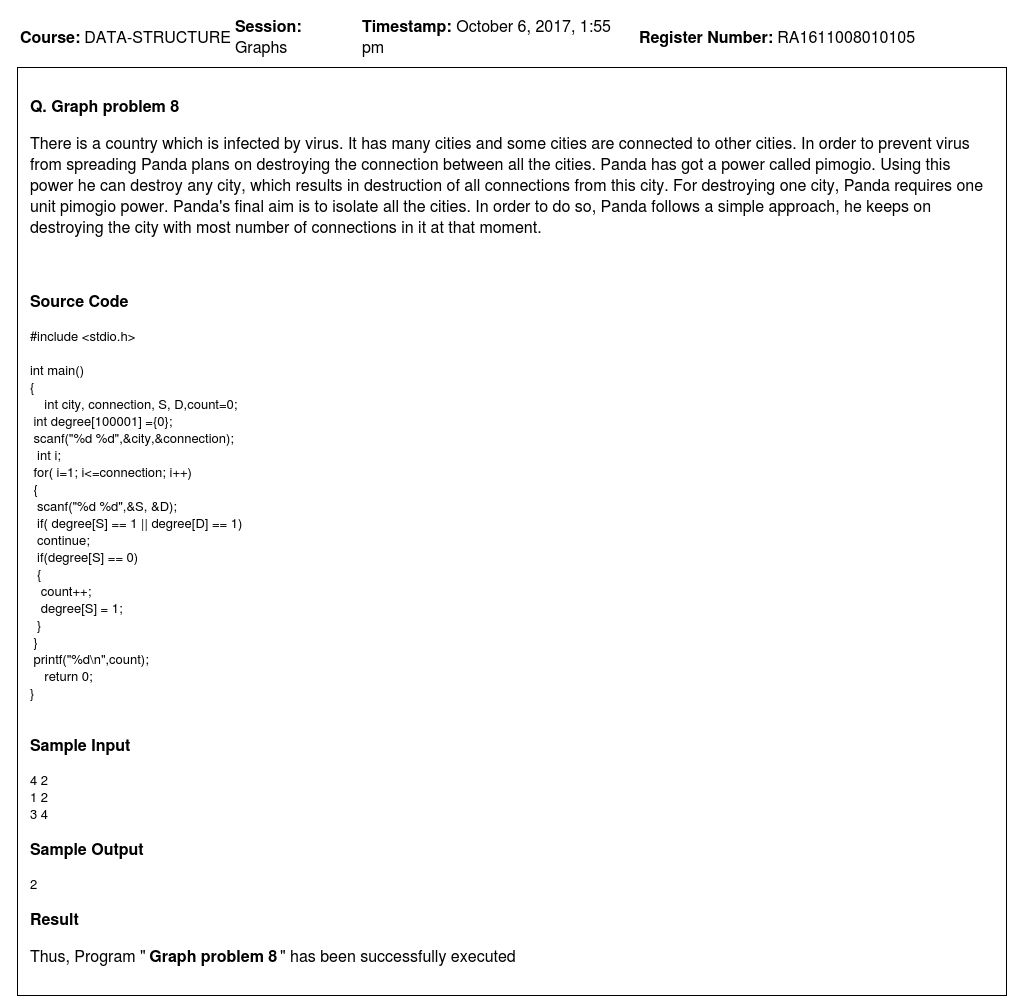 Course: DATA-STRUCTURE Session: Graphs Timestamp: October 6, 2017, 1:55 pm Register Number: RA1611008010105
Q. Graph problem 8
There is a country which is infected by virus. It has many cities and some cities are connected to other cities. In order to prevent virus
from spreading Panda plans on destroying the connection between all the cities. Panda has got a power called pimogio. Using this
power he can destroy any city, which results in destruction of all connections from this city. For destroying one city, Panda requires one
unit pimogio power. Panda's final aim is to isolate all the cities. In order to do so, Panda follows a simple approach, he keeps on
destroying the city with most number of connections in it at that moment.
Source Code
#include <stdio.h>
int main()
{
int city, connection, S, D,count=0;
int degree[100001] ={0};
scanf("%d %d",&city,&connection);
int i;
for( i=1; i<=connection; i++)
{
scanf("%d %d",&S, &D);
if( degree[S] == 1 || degree[D] == 1)
continue;
if(degree[S] == 0)
{
count++;
degree[S] = 1;
}
}
printf("%d\n",count);
return 0;
}
Sample Input
4 2
1 2
3 4
Sample Output
2
Result
Thus, Program " Graph problem 8 " has been successfully executed